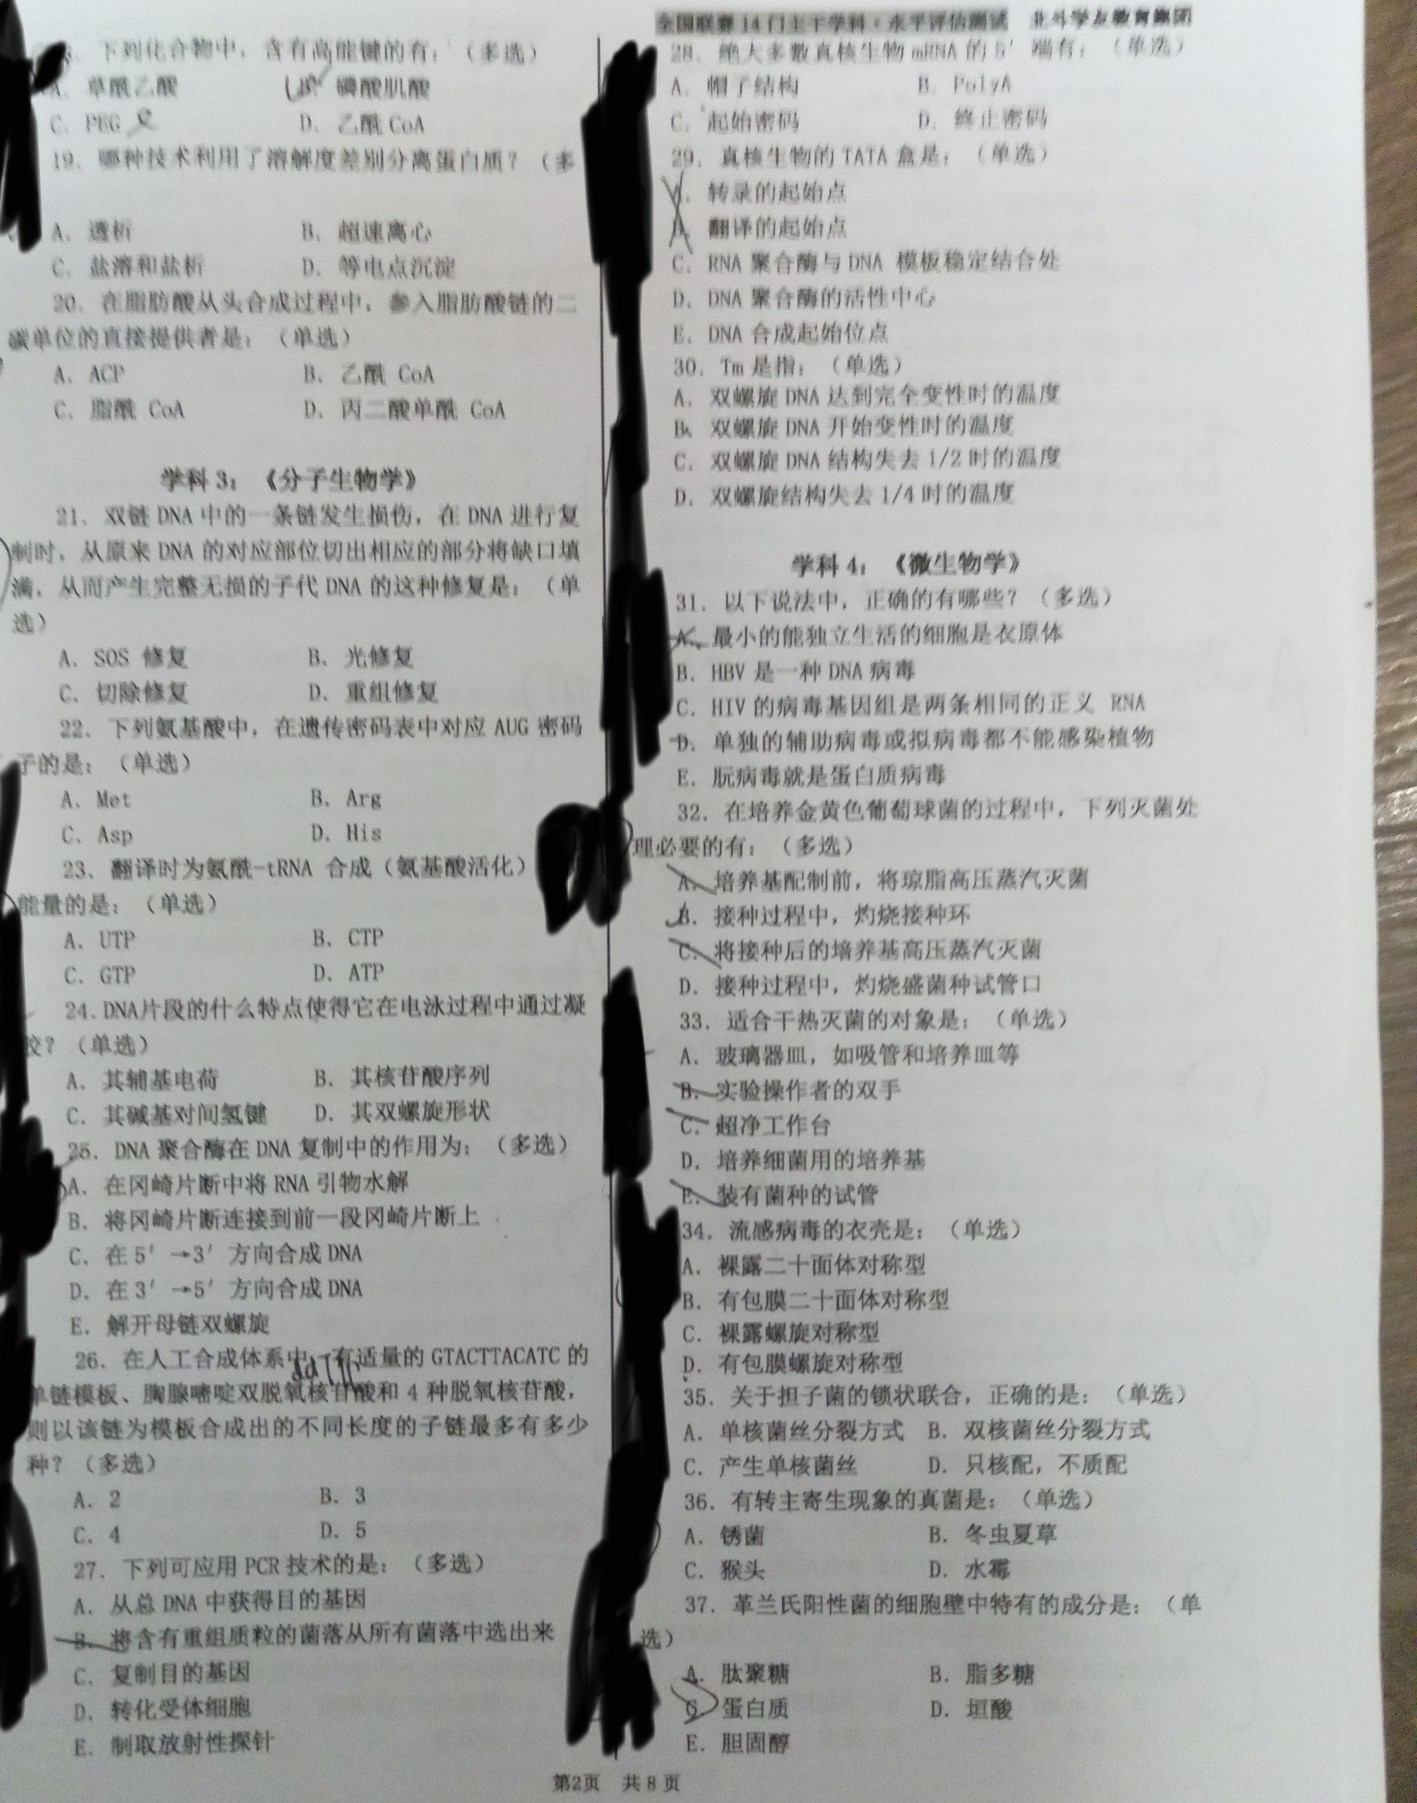 全国联赛14门主干学科·水平评估测试 北斗学友教育集团
8. 下列化合物中，含有高能键的有：（多选）
A. 草酰乙酸 B. 磷酸肌酸
C. PEG D. 乙酰 CoA
19. 哪种技术利用了溶解度差别分离蛋白质？（多
A. 透析 B. 超速离心
C. 盐溶和盐析 D. 等电点沉淀
20. 在脂肪酸从头合成过程中，参入脂肪酸链的二
碳单位的直接提供者是：（单选）
A. ACP B. 乙酰 CoA
C. 脂酰 CoA D. 丙二酸单酰 CoA
学科 3：《分子生物学》
21. 双链 DNA 中的一条链发生损伤，在 DNA 进行复
制时，从原来 DNA 的对应部位切出相应的部分将缺口填
满，从而产生完整无损的子代 DNA 的这种修复是：（单
选）
A. SOS 修复 B. 光修复
C. 切除修复 D. 重组修复
22. 下列氨基酸中，在遗传密码表中对应 AUG 密码
子的是：（单选）
A. Met B. Arg
C. Asp D. His
23. 翻译时为氨酰-tRNA 合成（氨基酸活化）
能量的是：（单选）
A. UTP B. CTP
C. GTP D. ATP
24. DNA片段的什么特点使得它在电泳过程中通过凝
胶？（单选）
A. 其辅基电荷 B. 其核苷酸序列
C. 其碱基对间氢键 D. 其双螺旋形状
25. DNA 聚合酶在 DNA 复制中的作用为：（多选）
A. 在冈崎片断中将 RNA 引物水解
B. 将冈崎片断连接到前一段冈崎片断上
C. 在 5′→3′ 方向合成 DNA
D. 在 3′→5′ 方向合成 DNA
E. 解开母链双螺旋
26. 在人工合成体系中，有适量的 GTACTTACATC 的
单链模板、胸腺嘧啶双脱氧核苷酸和 4 种脱氧核苷酸，
则以该链为模板合成出的不同长度的子链最多有多少
种？（多选）
A. 2 B. 3
C. 4 D. 5
27. 下列可应用 PCR 技术的是：（多选）
A. 从总 DNA 中获得目的基因
B. 将含有重组质粒的菌落从所有菌落中选出来
C. 复制目的基因
D. 转化受体细胞
E. 制取放射性探针
28. 绝大多数真核生物 mRNA 的 5′ 端有：（单选）
A. 帽子结构 B. PolyA
C. 起始密码 D. 终止密码
29. 真核生物的 TATA 盒是：（单选）
A. 转录的起始点
B. 翻译的起始点
C. RNA 聚合酶与 DNA 模板稳定结合处
D. DNA 聚合酶的活性中心
E. DNA 合成起始位点
30. Tm 是指：（单选）
A. 双螺旋 DNA 达到完全变性时的温度
B. 双螺旋 DNA 开始变性时的温度
C. 双螺旋 DNA 结构失去 1/2 时的温度
D. 双螺旋结构失去 1/4 时的温度
学科 4：《微生物学》
31. 以下说法中，正确的有哪些？（多选）
A. 最小的能独立生活的细胞是衣原体
B. HBV 是一种 DNA 病毒
C. HIV 的病毒基因组是两条相同的正义 RNA
D. 单独的辅助病毒或拟病毒都不能感染植物
E. 朊病毒就是蛋白质病毒
32. 在培养金黄色葡萄球菌的过程中，下列灭菌处
理必要的有：（多选）
A. 培养基配制前，将琼脂高压蒸汽灭菌
B. 接种过程中，灼烧接种环
C. 将接种后的培养基高压蒸汽灭菌
D. 接种过程中，灼烧盛菌种试管口
33. 适合干热灭菌的对象是：（单选）
A. 玻璃器皿，如吸管和培养皿等
B. 实验操作者的双手
C. 超净工作台
D. 培养细菌用的培养基
E. 装有菌种的试管
34. 流感病毒的衣壳是：（单选）
A. 裸露二十面体对称型
B. 有包膜二十面体对称型
C. 裸露螺旋对称型
D. 有包膜螺旋对称型
35. 关于担子菌的锁状联合，正确的是：（单选）
A. 单核菌丝分裂方式 B. 双核菌丝分裂方式
C. 产生单核菌丝 D. 只核配，不质配
36. 有转主寄生现象的真菌是：（单选）
A. 锈菌 B. 冬虫夏草
C. 猴头 D. 水霉
37. 革兰氏阳性菌的细胞壁中特有的成分是：（单
选）
A. 肽聚糖 B. 脂多糖
C 蛋白质 D. 垣酸
E. 胆固醇
第2页 共 8 页